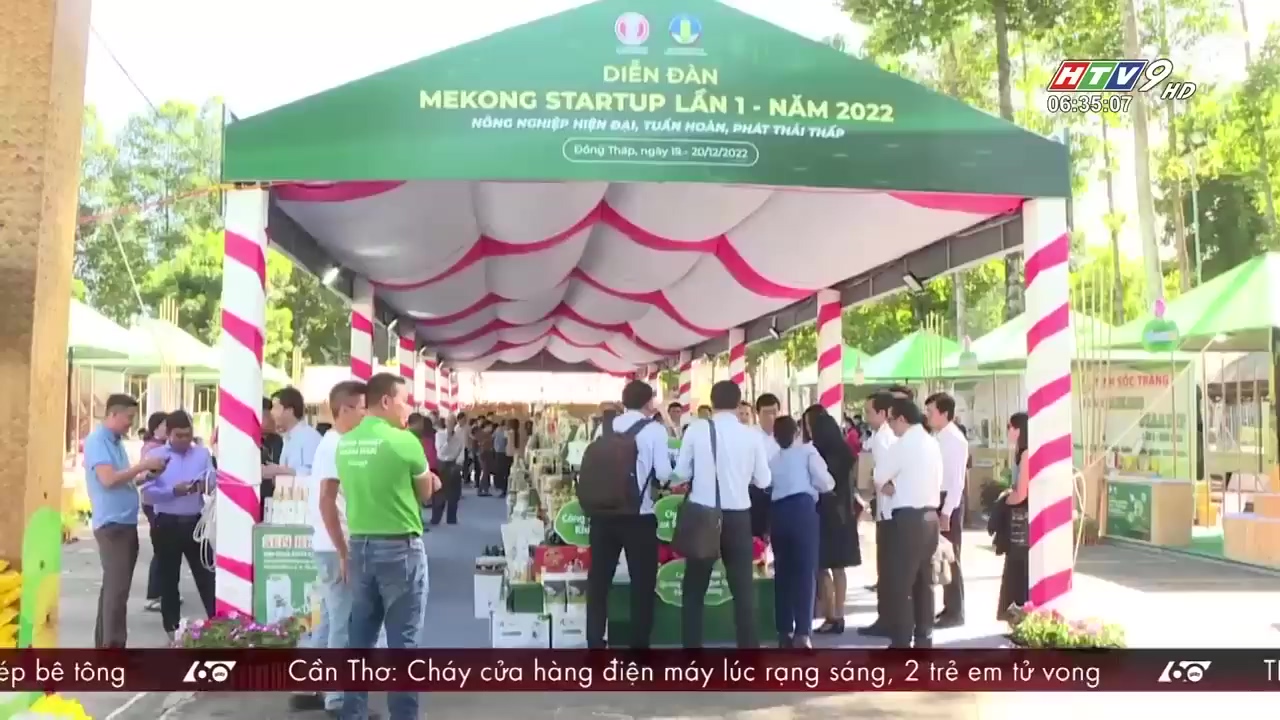 HTV9 HD
06:35:07
DIỄN ĐÀN
MEKONG STARTUP LẦN 1 - NĂM 2022
NÔNG NGHIỆP HIỆN ĐẠI, TUẦN HOÀN, PHÁT THẢI THẤP
Đồng Tháp, ngày 19 - 20/12/2022
SÓC TRĂNG
ép bê tông
60
Cần Thơ: Cháy cửa hàng điện máy lúc rạng sáng, 2 trẻ em tử vong
60